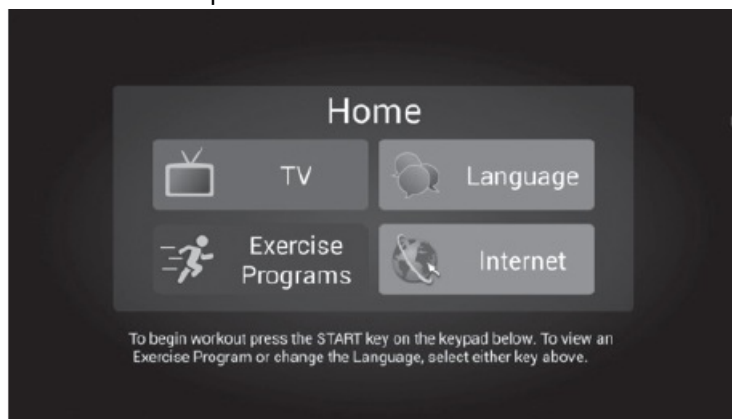 Home
TV
Language
Exercise
Programs
Internet
To begin workout press the START key on the keypad below. To view an
Exercise Program or change the Language, select either key above.